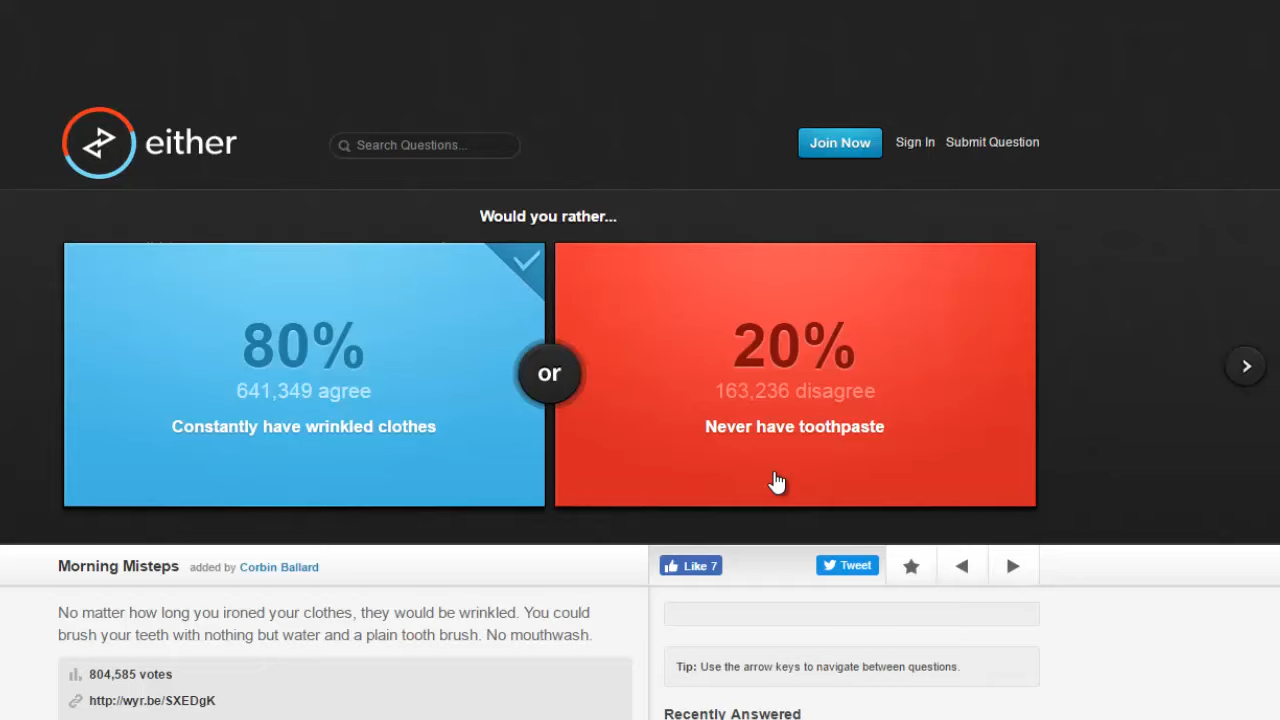 either
Search Questions...
Join Now
Sign In
Submit Question
Would you rather...
80%
641,349 agree
Constantly have wrinkled clothes
or
20%
163,236 disagree
Never have toothpaste
Morning Misteps added by Corbin Ballard
Like 7
Tweet
No matter how long you ironed your clothes, they would be wrinkled. You could
brush your teeth with nothing but water and a plain tooth brush. No mouthwash.
804,585 votes
http://wyr.be/SXEDgK
Tip: Use the arrow keys to navigate between questions.
Recently Answered